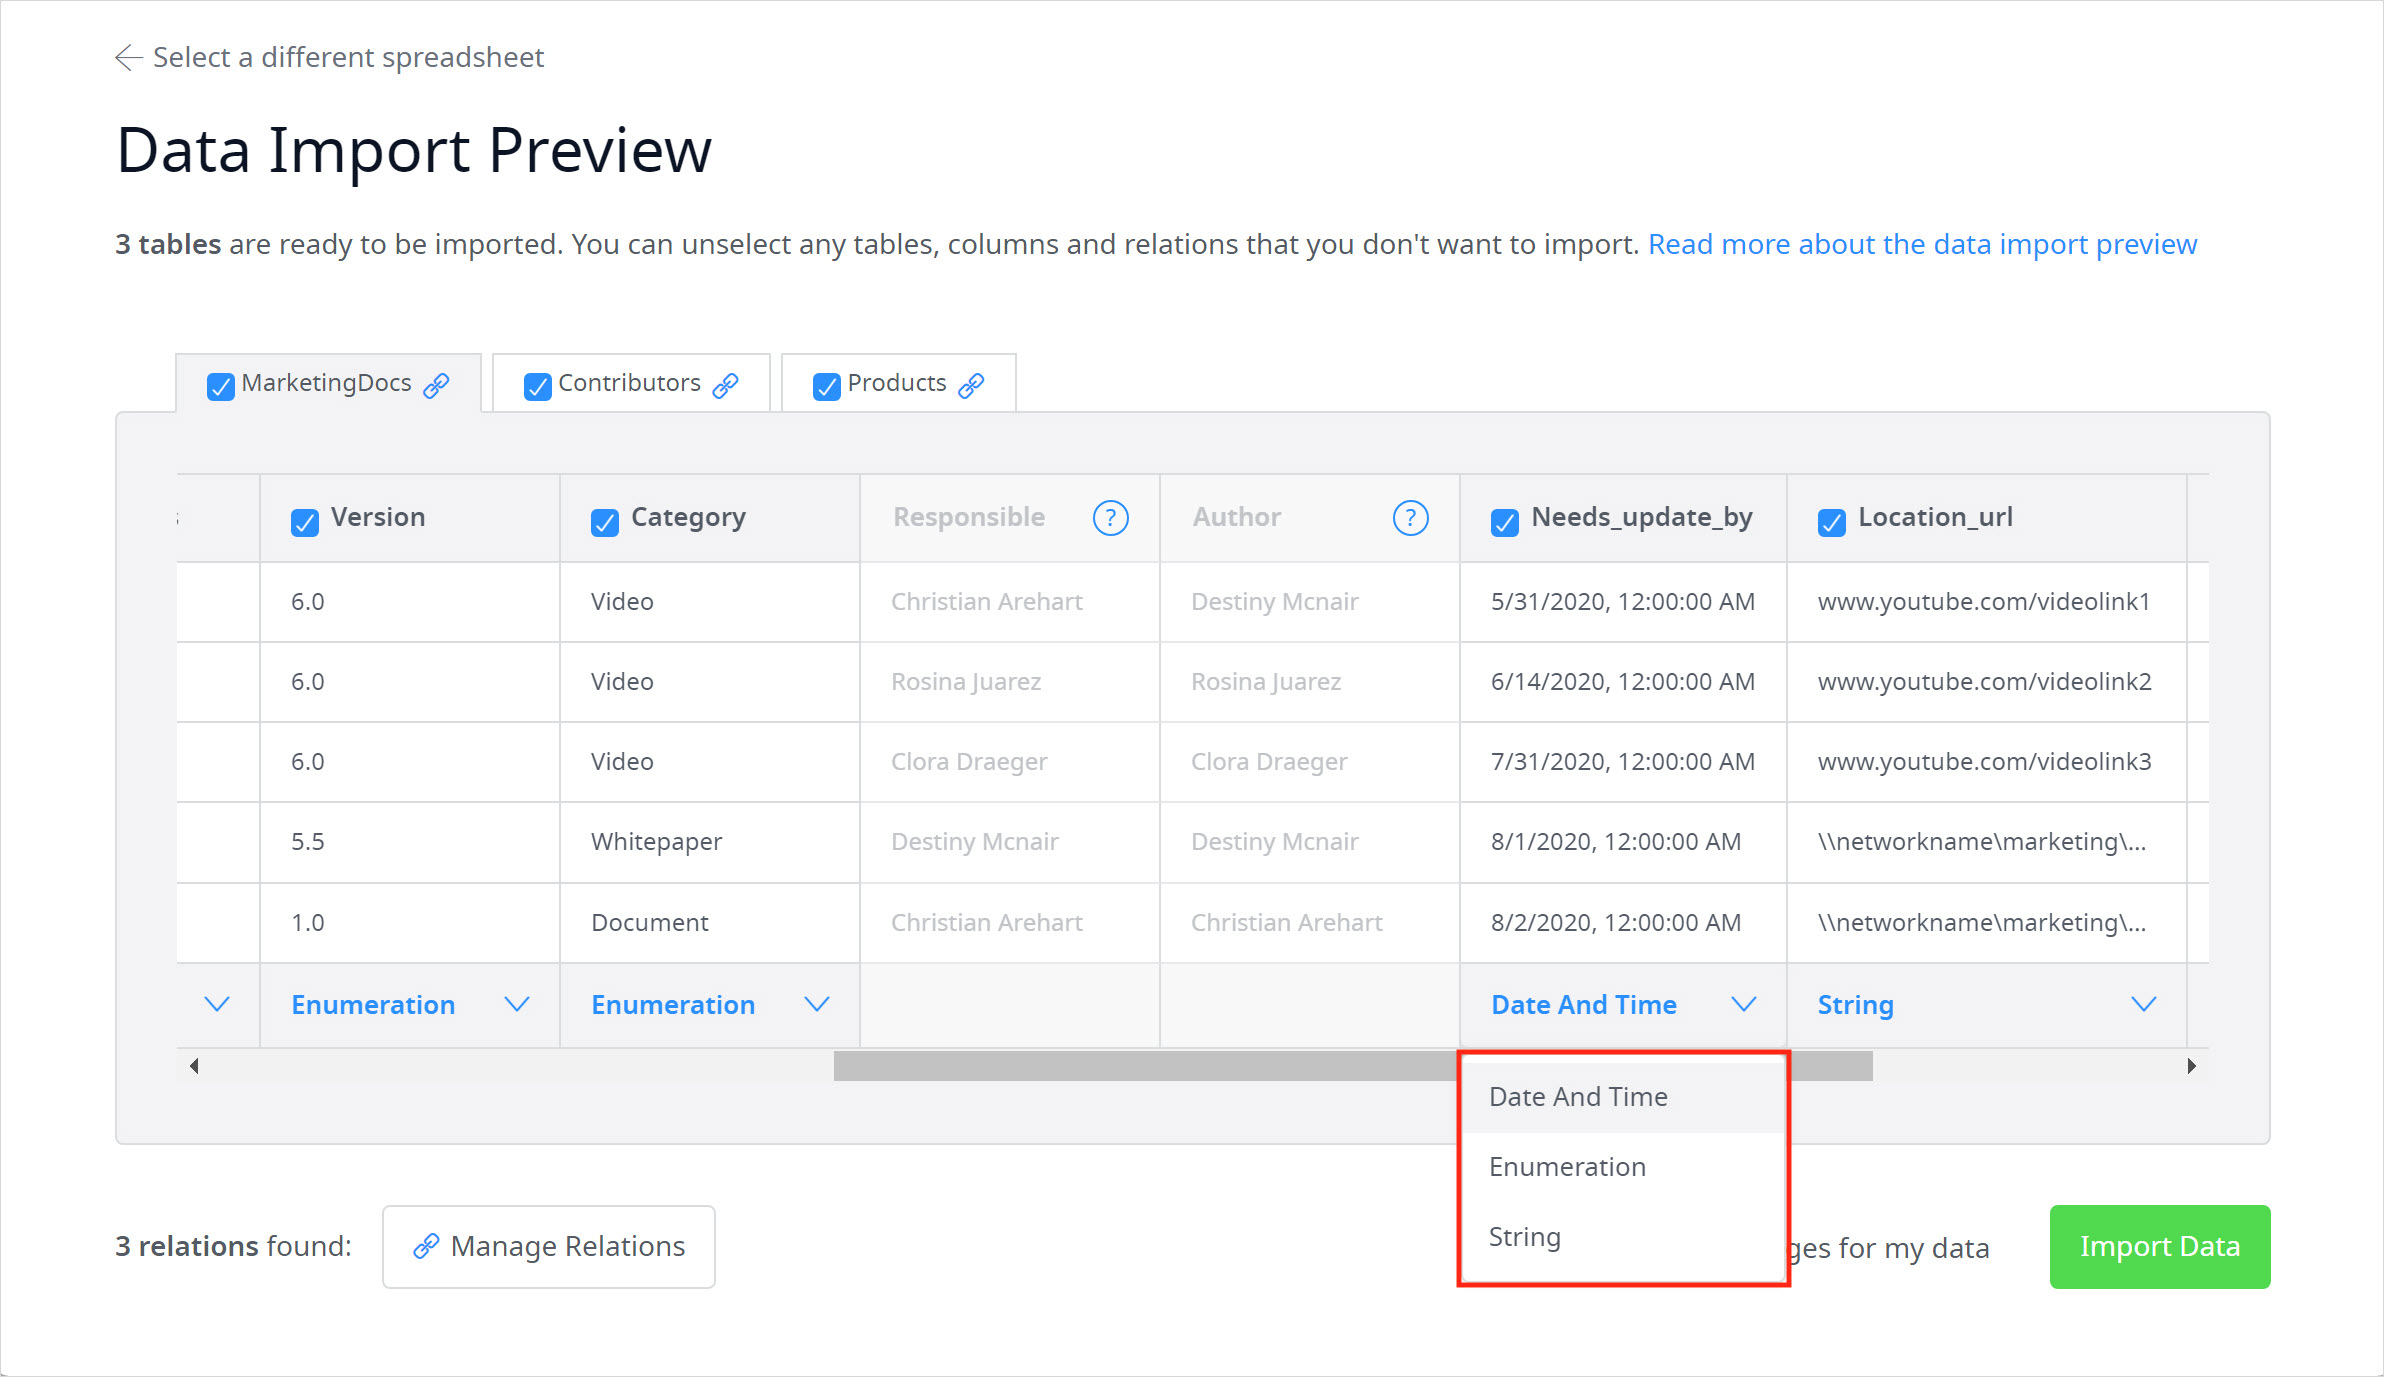 Select a different spreadsheet
Data Import Preview
3 tables are ready to be imported. You can unselect any tables, columns and relations that you don't want to import. Read more about the data import preview
MarketingDocs Contributors Products
Version Category Responsible ? Author ? Needs_update_by Location_url
6.0 Video Christian Arehart Destiny Mcnair 5/31/2020, 12:00:00 AM www.youtube.com/videolink1
6.0 Video Rosina Juarez Rosina Juarez 6/14/2020, 12:00:00 AM www.youtube.com/videolink2
6.0 Video Clora Draeger Clora Draeger 7/31/2020, 12:00:00 AM www.youtube.com/videolink3
5.5 Whitepaper Destiny Mcnair Destiny Mcnair 8/1/2020, 12:00:00 AM \\networkname\marketing\...
1.0 Document Christian Arehart Christian Arehart 8/2/2020, 12:00:00 AM \\networkname\marketing\...
Enumeration Enumeration Date And Time String
Date And Time
Enumeration
String
3 relations found: Manage Relations for my data Import Data